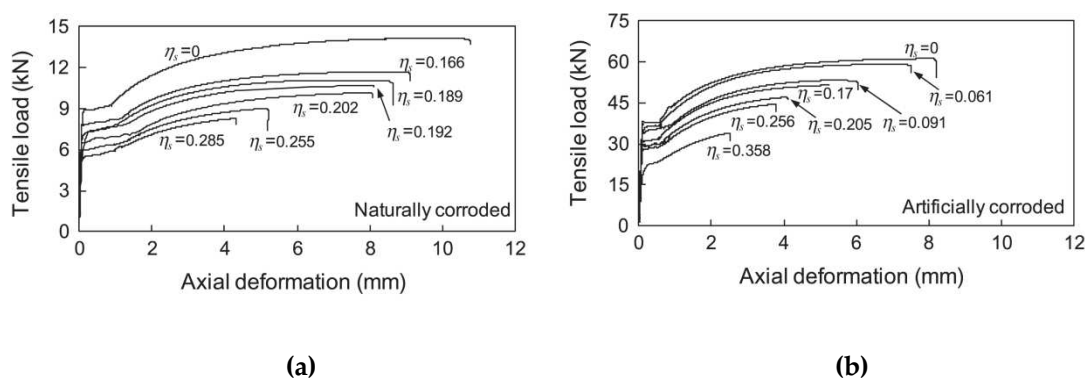 15
12
9
6
3
0
Tensile load (kN)
ηs=0
ηs=0.166
ηs=0.189
ηs=0.202
ηs=0.192
ηs=0.285
ηs=0.255
Naturally corroded
0 2 4 6 8 10 12
Axial deformation (mm)
(a)
75
60
45
30
15
0
Tensile load (kN)
ηs=0
ηs=0.061
ηs=0.17
ηs=0.091
ηs=0.256
ηs=0.205
ηs=0.358
Artificially corroded
0 2 4 6 8 10 12
Axial deformation (mm)
(b)